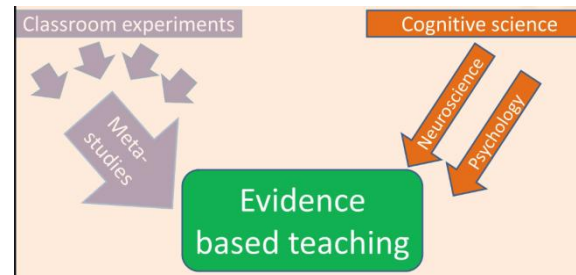 Classroom experiments
Cognitive science
Meta-
studies
Neuroscience
Psychology
Evidence
based teaching